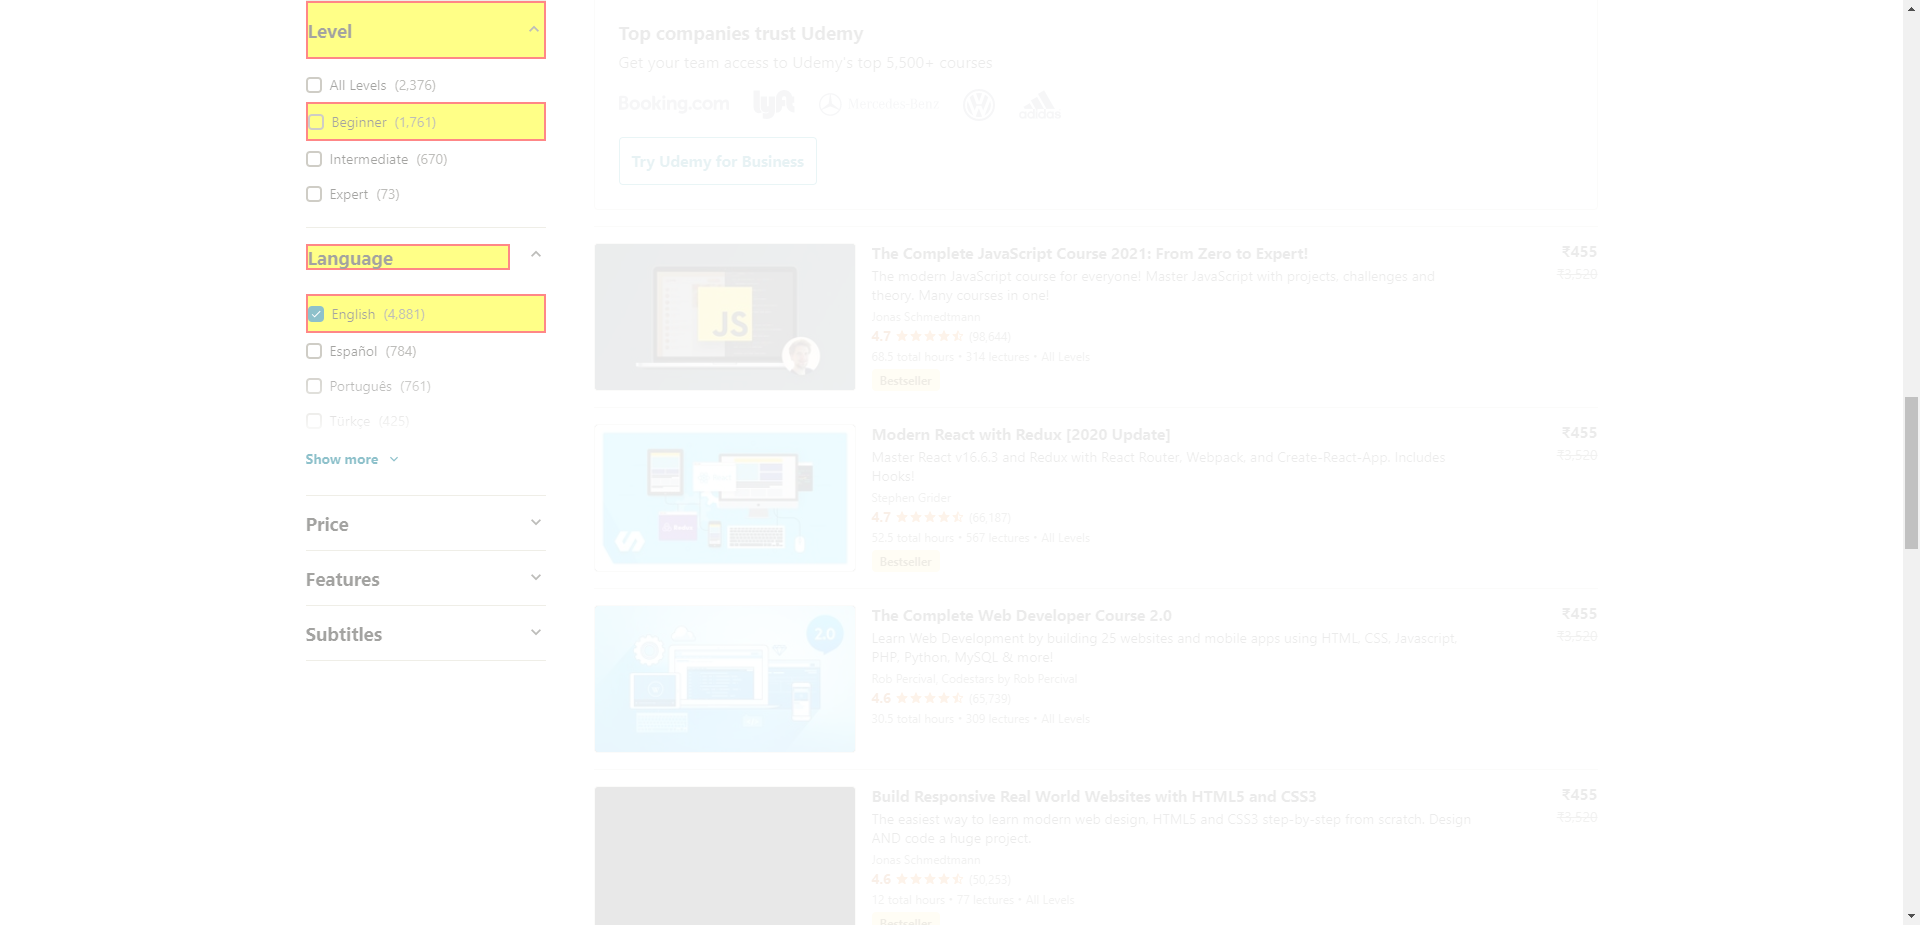 Level
All Levels (2,376)
Beginner (1,761)
Intermediate (670)
Expert (73)
Language
English (4,881)
Español (784)
Português (761)
Türkçe (425)
Show more
Price
Features
Subtitles
Top companies trust Udemy
Get your team access to Udemy's top 5,500+ courses
Booking.com lyft Mercedes-Benz adidas
Try Udemy for Business
The Complete JavaScript Course 2021: From Zero to Expert! ₹455
The modern JavaScript course for everyone! Master JavaScript with projects, challenges and ₹3,520
theory. Many courses in one!
Jonas Schmedtmann
4.7 (98,644)
68.5 total hours • 314 lectures • All Levels
Bestseller
JS
Modern React with Redux [2020 Update] ₹455
Master React v16.6.3 and Redux with React Router, Webpack, and Create-React-App. Includes ₹3,520
Hooks!
Stephen Grider
4.7 (66,187)
52.5 total hours • 567 lectures • All Levels
Bestseller
The Complete Web Developer Course 2.0 ₹455
Learn Web Development by building 25 websites and mobile apps using HTML, CSS, Javascript, ₹3,520
PHP, Python, MySQL & more!
Rob Percival, Codestars by Rob Percival
4.6 (65,739)
30.5 total hours • 309 lectures • All Levels
2.0
Build Responsive Real World Websites with HTML5 and CSS3 ₹455
The easiest way to learn modern web design, HTML5 and CSS3 step-by-step from scratch. Design ₹3,520
AND code a huge project.
Jonas Schmedtmann
4.6 (50,253)
12 total hours • 77 lectures • All Levels
Bestseller